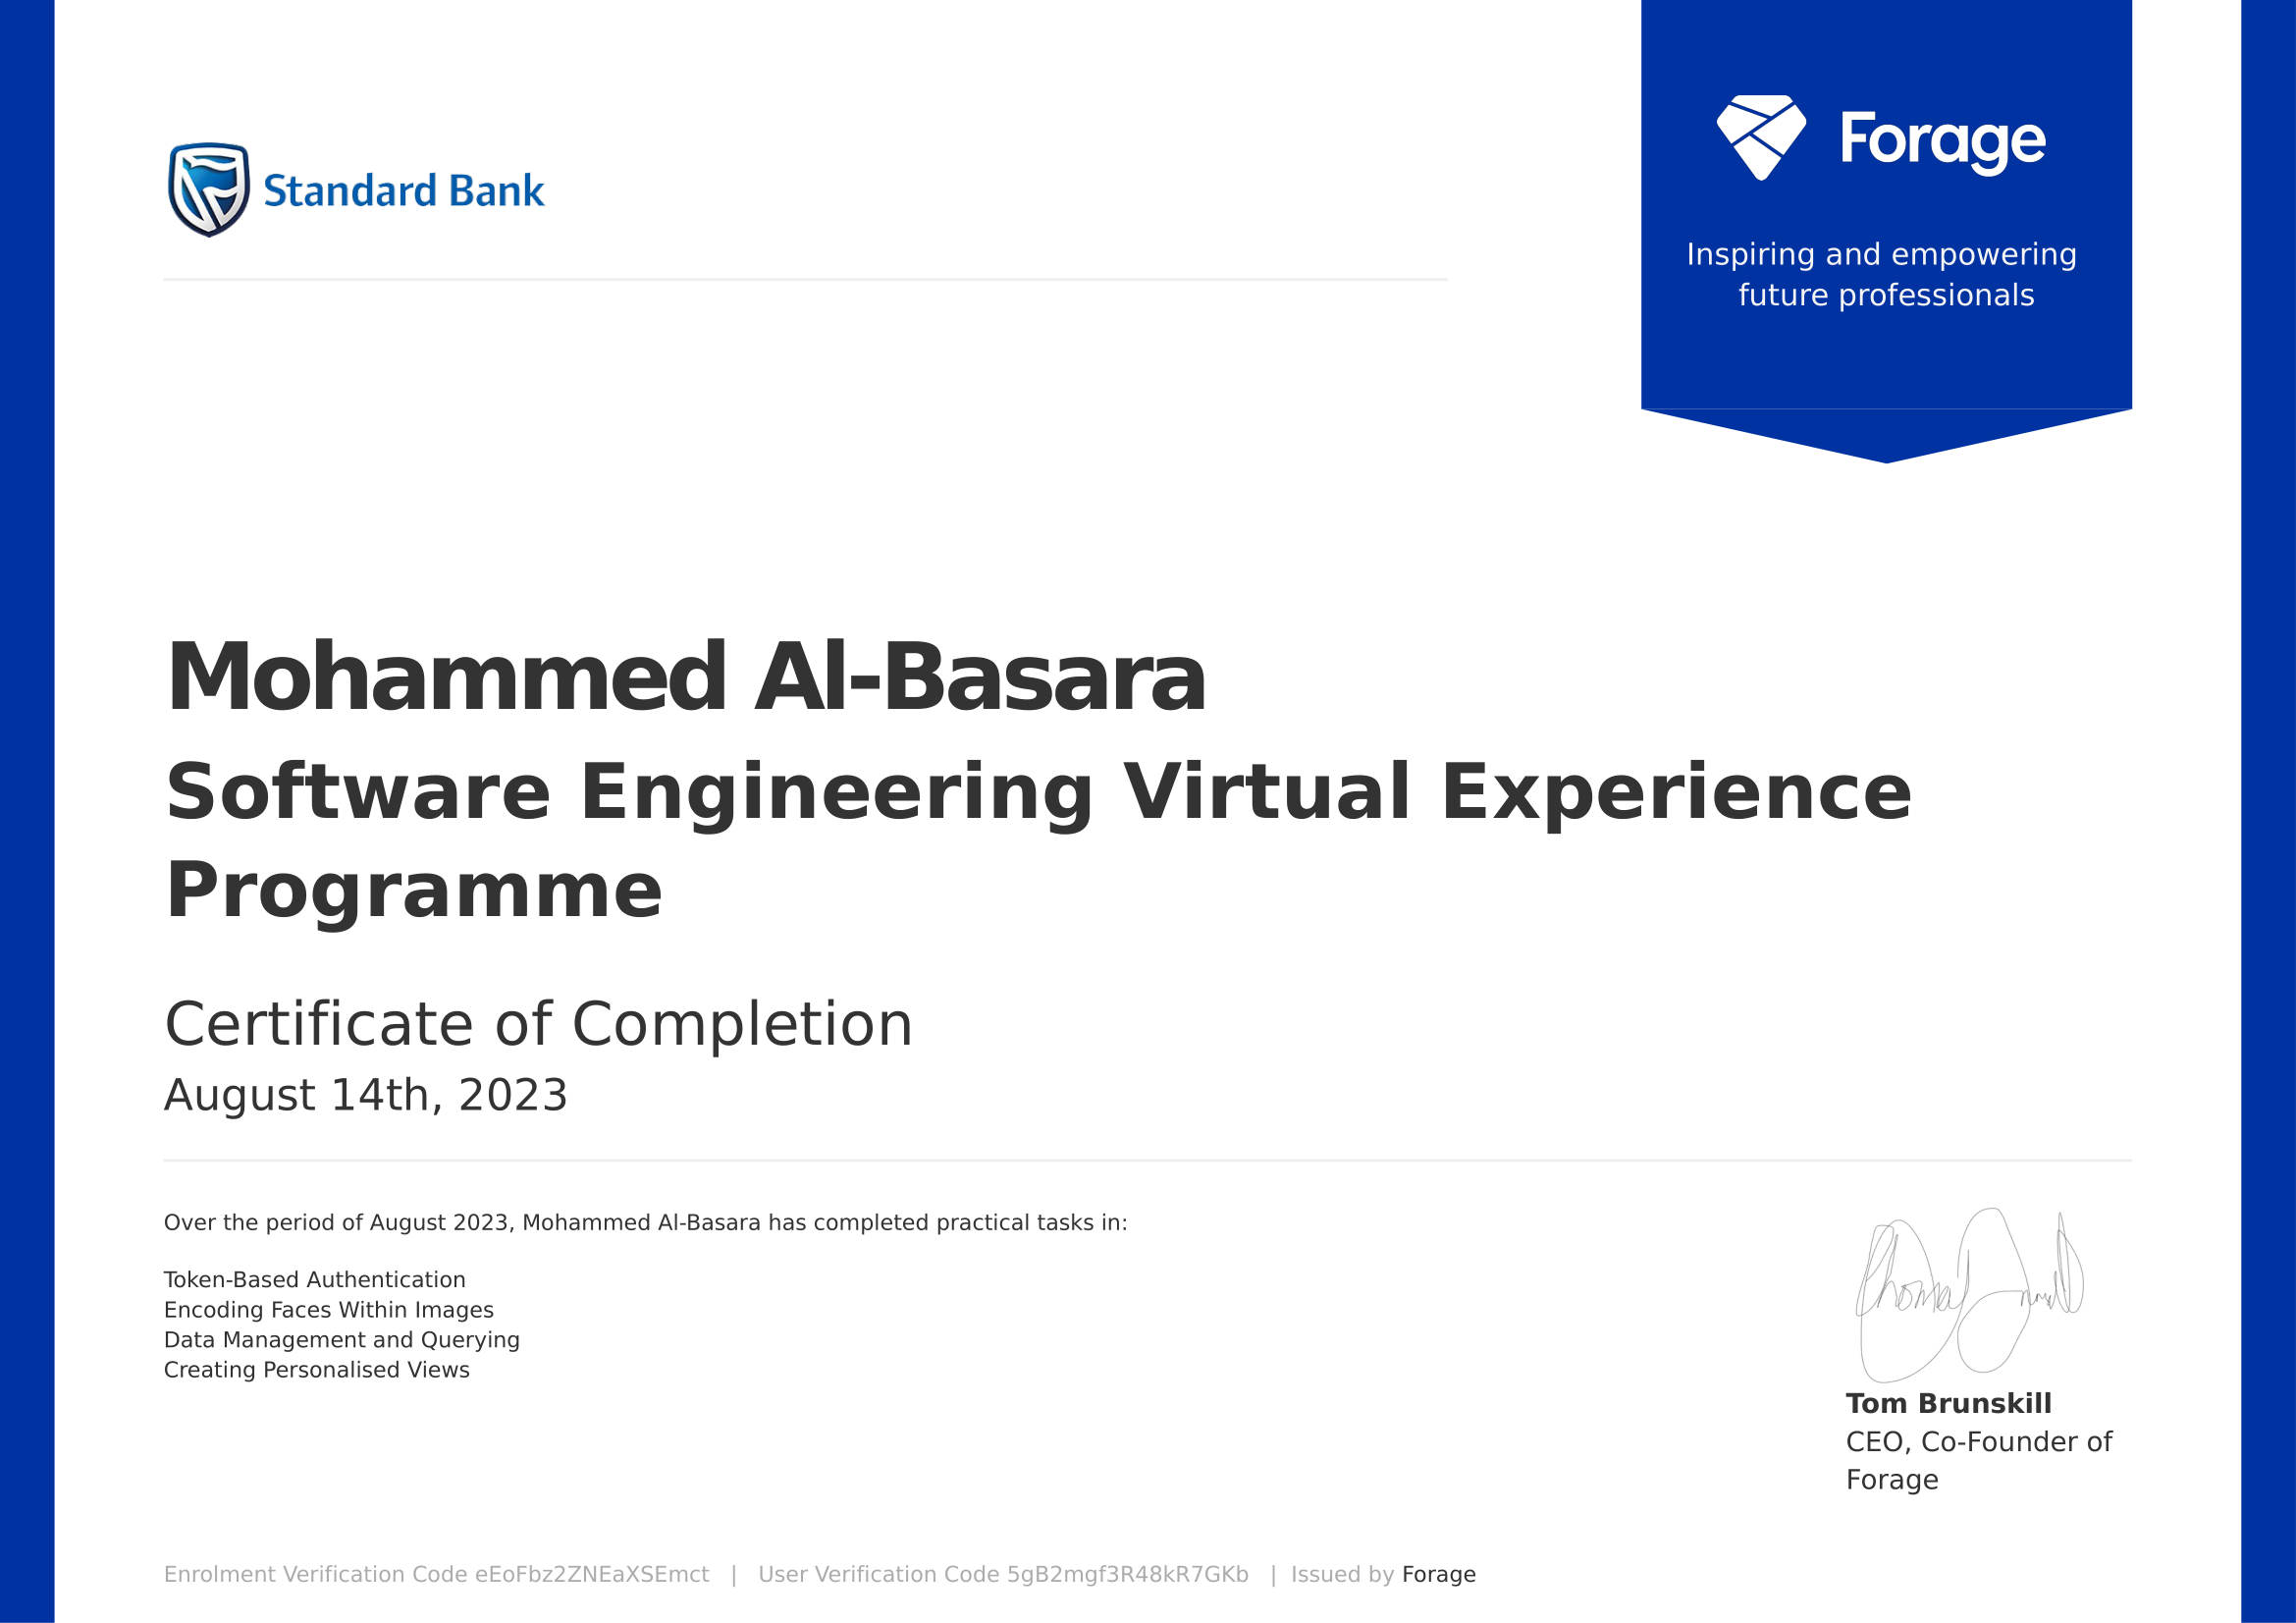 Standard Bank
Forage
Inspiring and empowering
future professionals
Mohammed Al-Basara
Software Engineering Virtual Experience
Programme
Certificate of Completion
August 14th, 2023
Over the period of August 2023, Mohammed Al-Basara has completed practical tasks in:
Token-Based Authentication
Encoding Faces Within Images
Data Management and Querying
Creating Personalised Views
Tom Brunskill
CEO, Co-Founder of
Forage
Enrolment Verification Code eEoFbz2ZNEaXSEmct | User Verification Code 5gB2mgf3R48kR7GKb | Issued by Forage